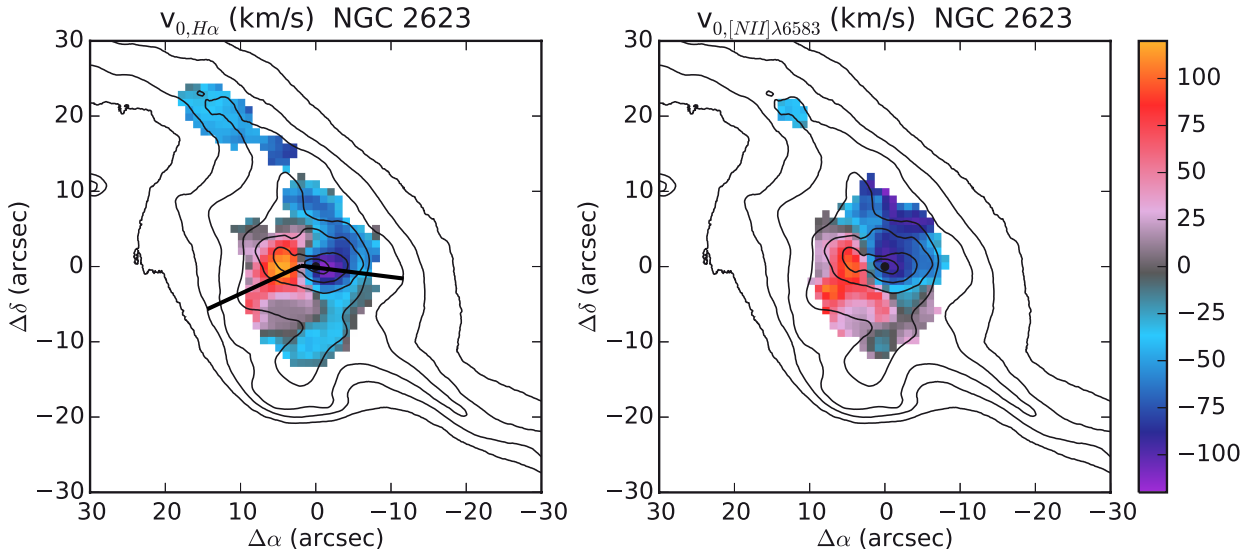 v₀,Hα (km/s) NGC 2623
v₀,[NII]λ6583 (km/s) NGC 2623
30
20
10
0
−10
−20
−30
Δδ (arcsec)
30 20 10 0 −10 −20 −30
Δα (arcsec)
30
20
10
0
−10
−20
−30
Δδ (arcsec)
30 20 10 0 −10 −20 −30
Δα (arcsec)
100
75
50
25
0
−25
−50
−75
−100